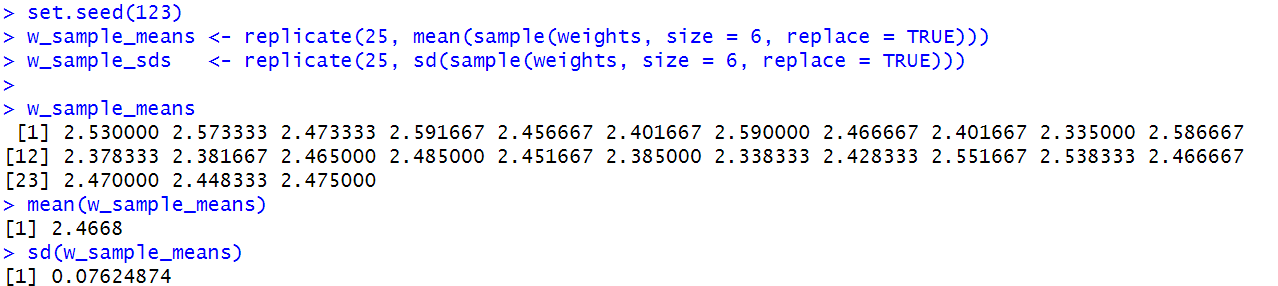 > set.seed(123)
> w_sample_means <- replicate(25, mean(sample(weights, size = 6, replace = TRUE)))
> w_sample_sds   <- replicate(25, sd(sample(weights, size = 6, replace = TRUE)))
>
> w_sample_means
 [1] 2.530000 2.573333 2.473333 2.591667 2.456667 2.401667 2.590000 2.466667 2.401667 2.335000 2.586667
[12] 2.378333 2.381667 2.465000 2.485000 2.451667 2.385000 2.338333 2.428333 2.551667 2.538333 2.466667
[23] 2.470000 2.448333 2.475000
> mean(w_sample_means)
[1] 2.4668
> sd(w_sample_means)
[1] 0.07624874